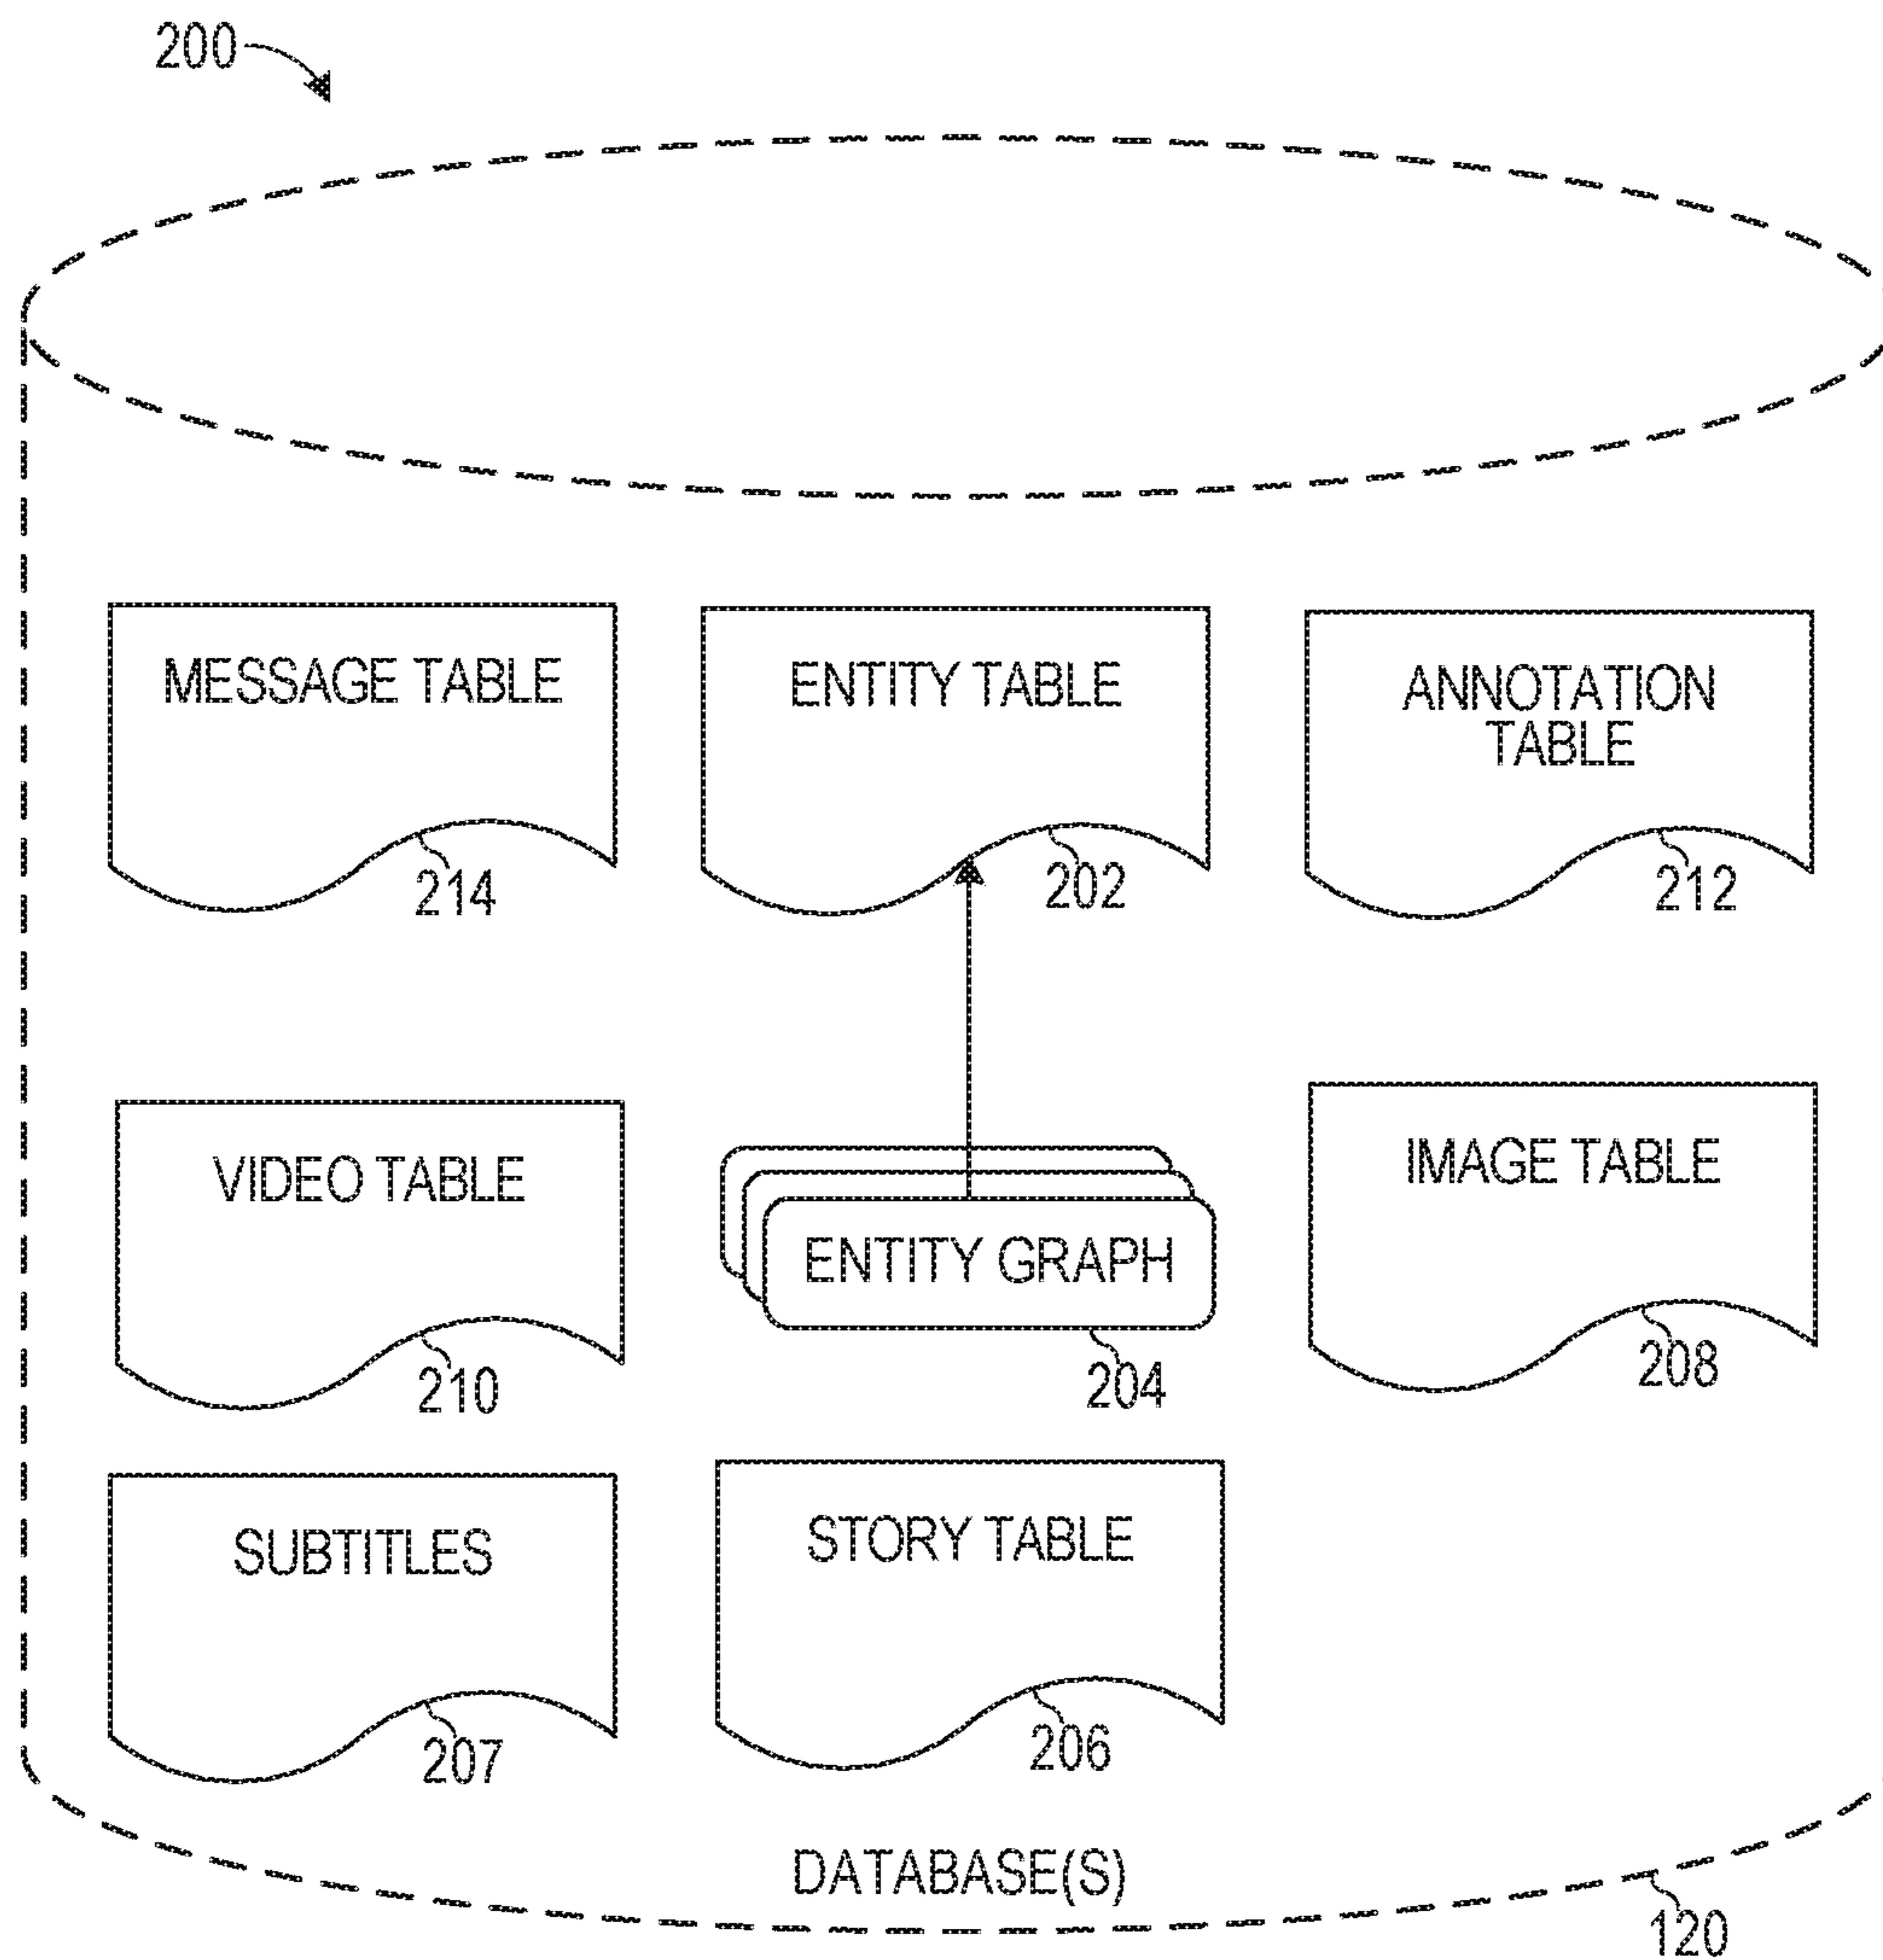 200
MESSAGE TABLE
214
ENTITY TABLE
202
ANNOTATION
TABLE
212
VIDEO TABLE
210
ENTITY GRAPH
204
IMAGE TABLE
208
SUBTITLES
207
STORY TABLE
206
DATABASE(S)
120